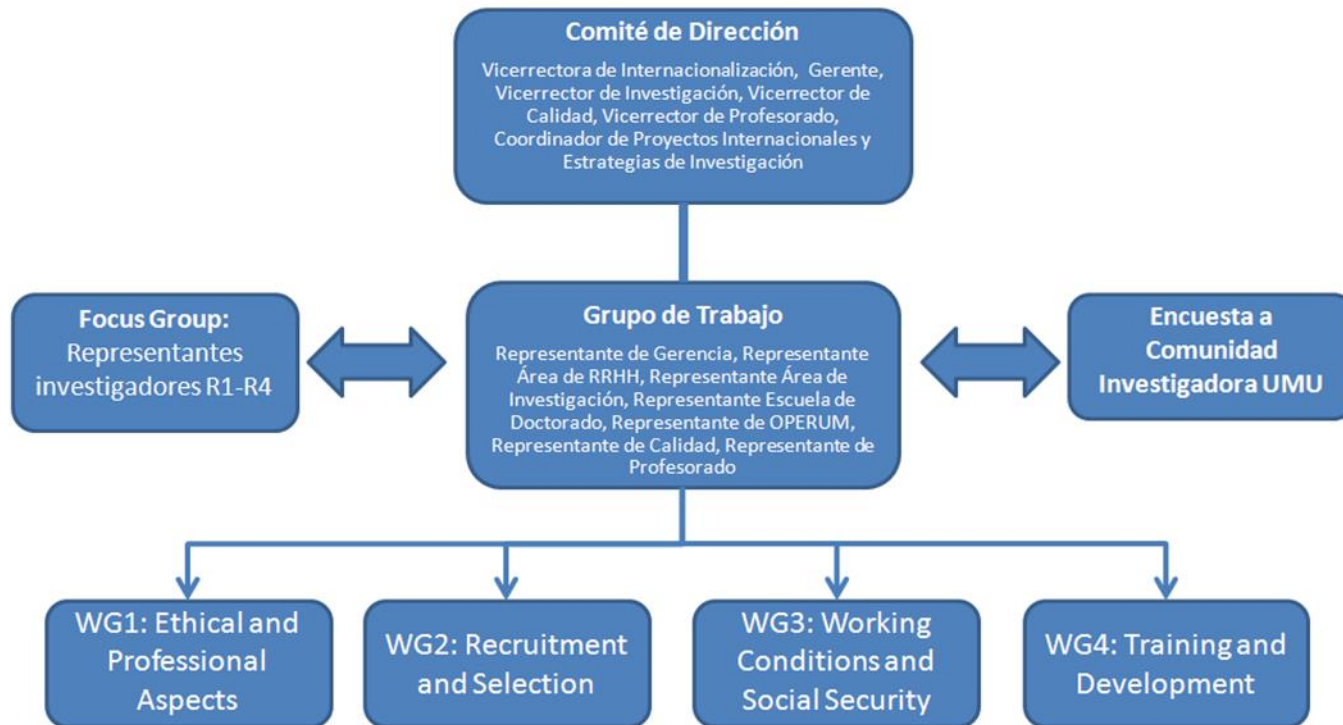 Comité de Dirección
Vicerrectora de Internacionalización, Gerente,
Vicerrector de Investigación, Vicerrector de
Calidad, Vicerrector de Profesorado,
Coordinador de Proyectos Internacionales y
Estrategias de Investigación
Focus Group:
Representantes
investigadores R1-R4
Grupo de Trabajo
Representante de Gerencia, Representante
Área de RRHH, Representante Área de
Investigación, Representante Escuela de
Doctorado, Representante de OPERUM,
Representante de Calidad, Representante de
Profesorado
Encuesta a
Comunidad
Investigadora UMU
WG1: Ethical and
Professional
Aspects
WG2: Recruitment
and Selection
WG3: Working
Conditions and
Social Security
WG4: Training and
Development